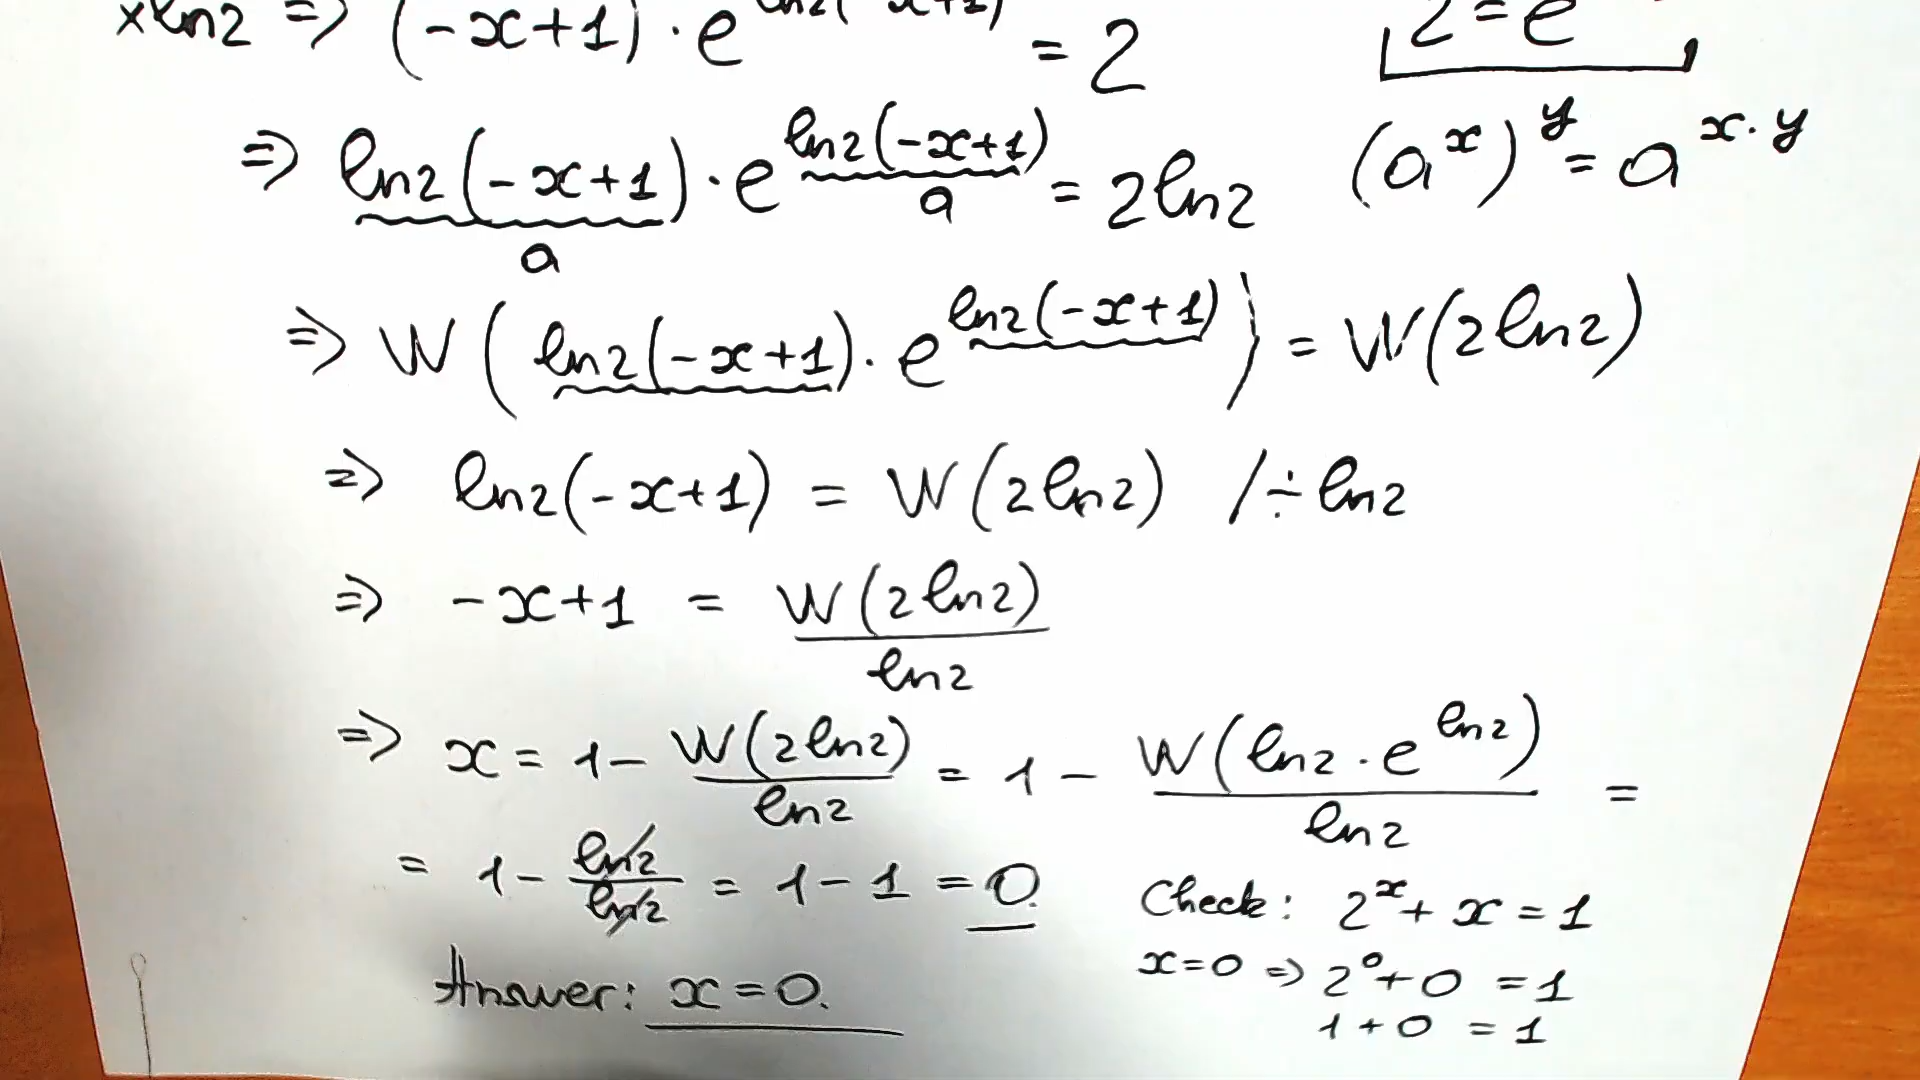 ×ln2 => (-x+1)·e^ln2(-x+1) = 2
2=e
=> ln2(-x+1)·e^ln2(-x+1) = 2ln2
a
a
(a^x)^y = a^x·y
=> W(ln2(-x+1)·e^ln2(-x+1)) = W(2ln2)
=> ln2(-x+1) = W(2ln2) /÷ln2
=> -x+1 = W(2ln2)/ln2
=> x = 1- W(2ln2)/ln2 = 1- W(ln2·e^ln2)/ln2 =
= 1- ln2/ln2 = 1-1 = 0.
Answer: x=0.
Check: 2^x+x=1
x=0 => 2^0+0 =1
1+0 =1